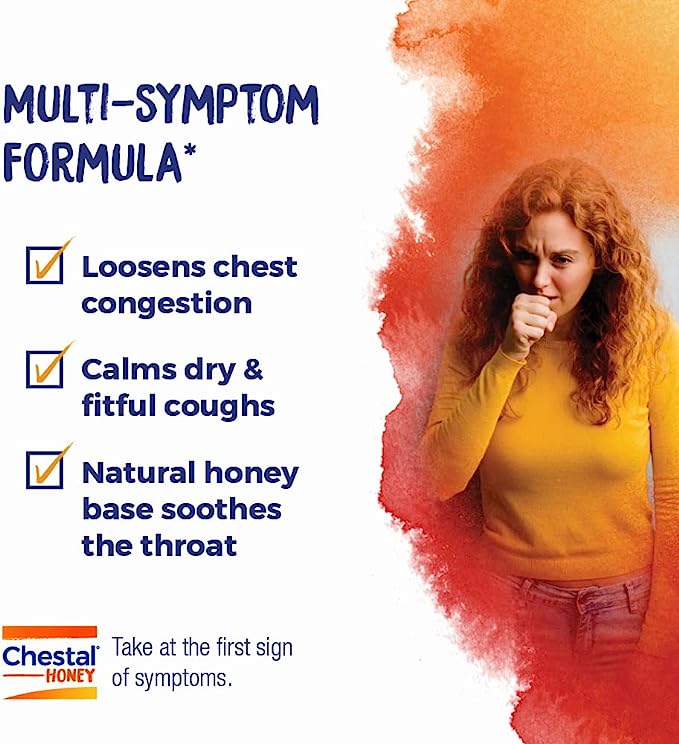 MULTI-SYMPTOM
FORMULA*
Loosens chest
congestion
Calms dry &
fitful coughs
Natural honey
base soothes
the throat
Chestal®
HONEY
Take at the first sign
of symptoms.